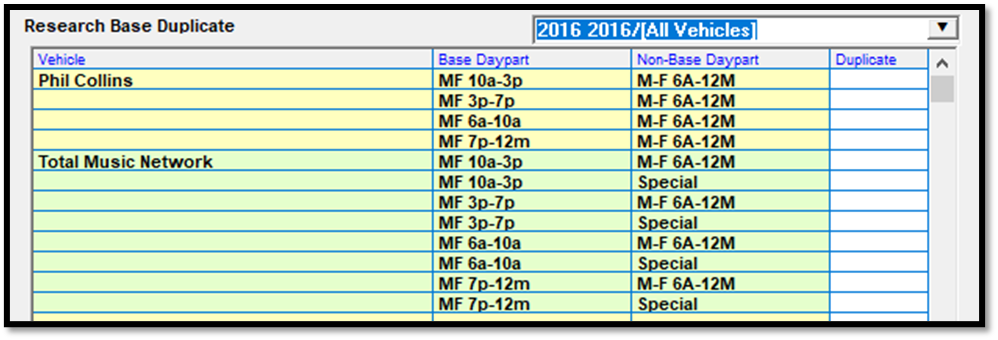 Research Base Duplicate 2016 2016/[All Vehicles]
Vehicle Base Daypart Non-Base Daypart Duplicate
Phil Collins MF 10a-3p M-F 6A-12M
MF 3p-7p M-F 6A-12M
MF 6a-10a M-F 6A-12M
MF 7p-12m M-F 6A-12M
Total Music Network MF 10a-3p M-F 6A-12M
MF 10a-3p Special
MF 3p-7p M-F 6A-12M
MF 3p-7p Special
MF 6a-10a M-F 6A-12M
MF 6a-10a Special
MF 7p-12m M-F 6A-12M
MF 7p-12m Special